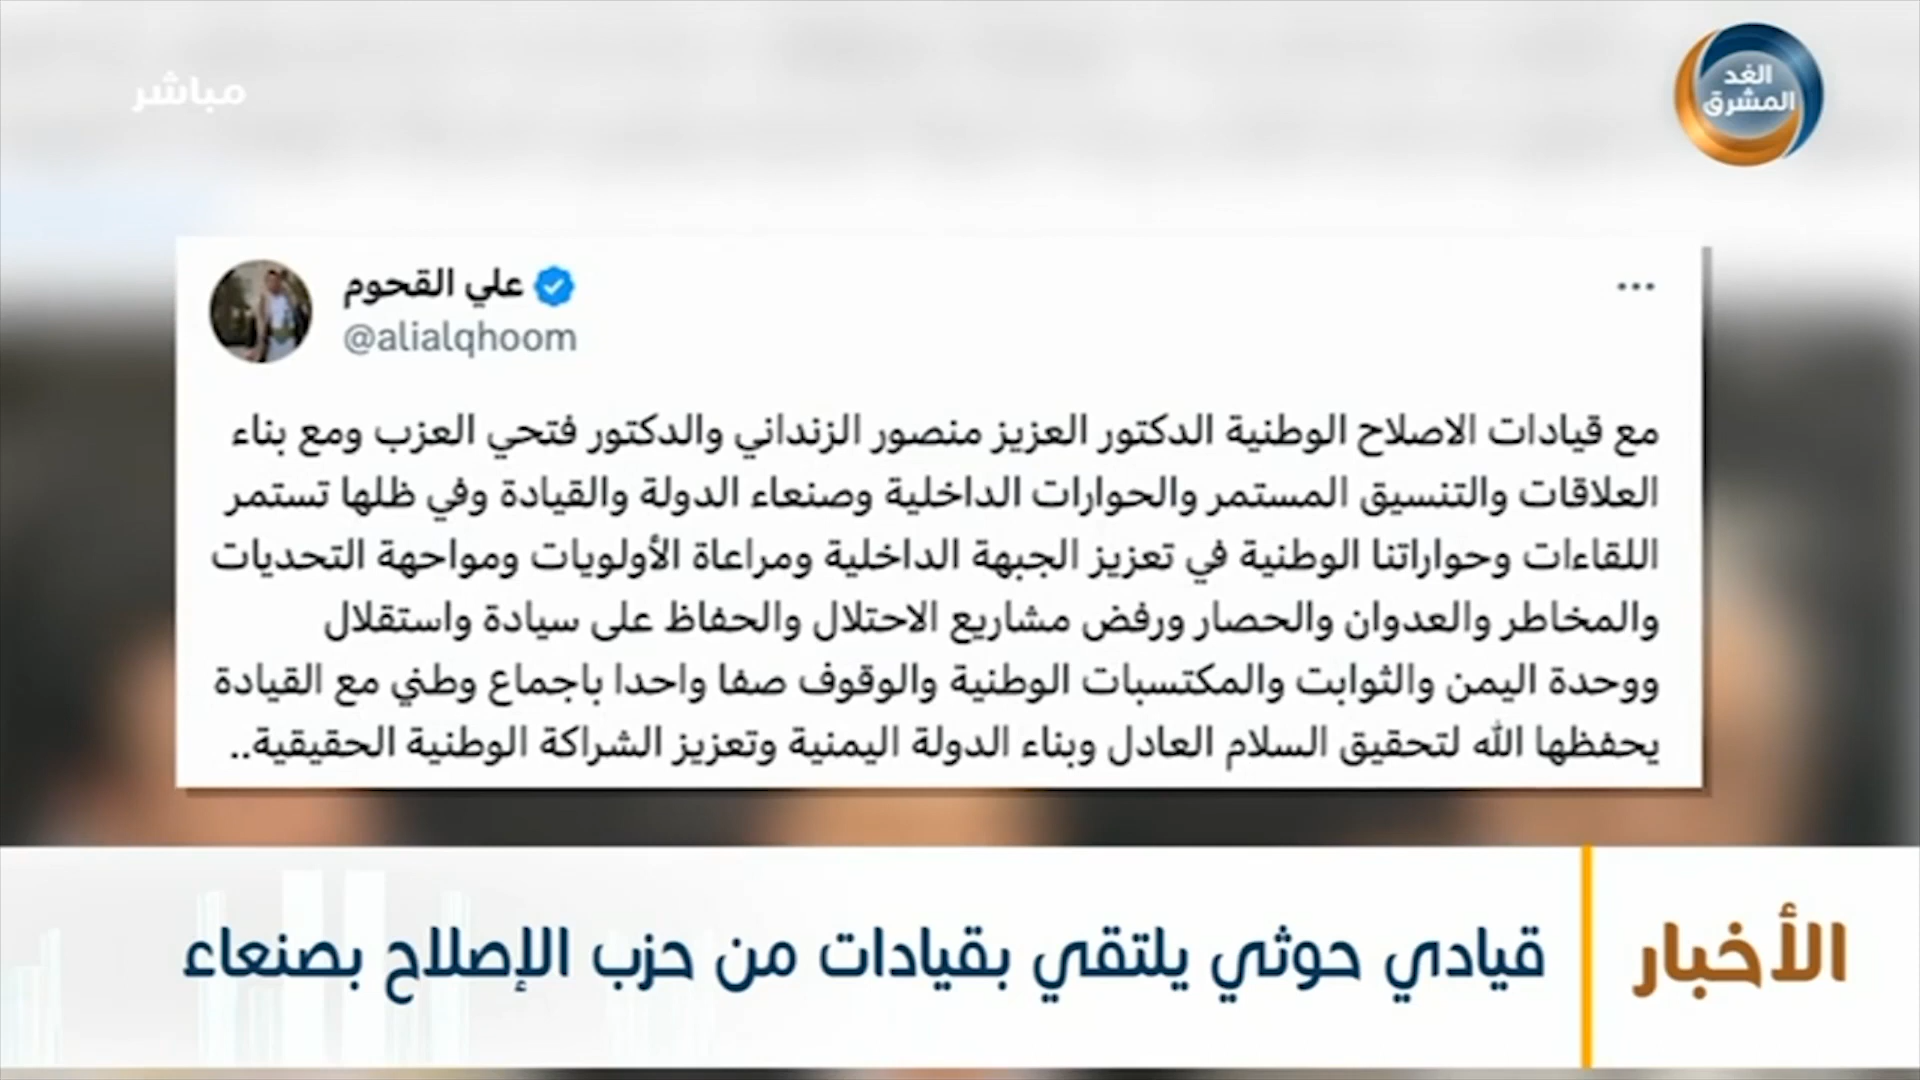 مباشر
الغد
المشرق
علي القحوم
@alialqhoom
مع قيادات الاصلاح الوطنية الدكتور العزيز منصور الزنداني والدكتور فتحي العزب ومع بناء
العلاقات والتنسيق المستمر والحوارات الداخلية وصنعاء الدولة والقيادة وفي ظلها تستمر
اللقاءات وحواراتنا الوطنية في تعزيز الجبهة الداخلية ومراعاة الأولويات ومواحهة التحديات
والمخاطر والعدوان والحصار ورفض مشاريع الاحتلال والحفاظ على سيادة واستقلال
ووحدة اليمن والثوابت والمكتسبات الوطنية والوقوف صفا واحدا باجماع وطني مع القيادة
يحفظها الله لتحقيق السلام العادل وبناء الدولة اليمنية وتعزيز الشراكة الوطنية الحقيقية..
الأخبار
قيادي حوثي يلتقي بقيادات من حزب الإصلاح بصنعاء